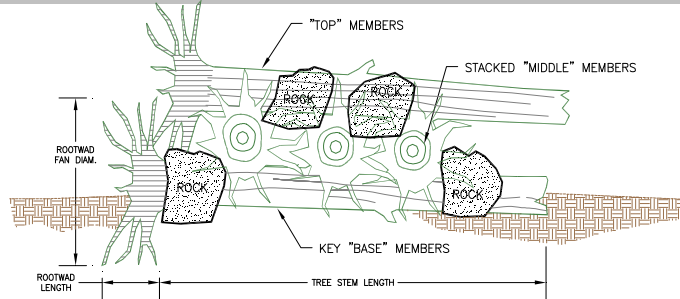 "TOP" MEMBERS
STACKED "MIDDLE" MEMBERS
ROCK
ROCK
ROOTWAD
FAN DIAM.
ROCK
ROCK
KEY "BASE" MEMBERS
ROOTWAD
LENGTH
TREE STEM LENGTH